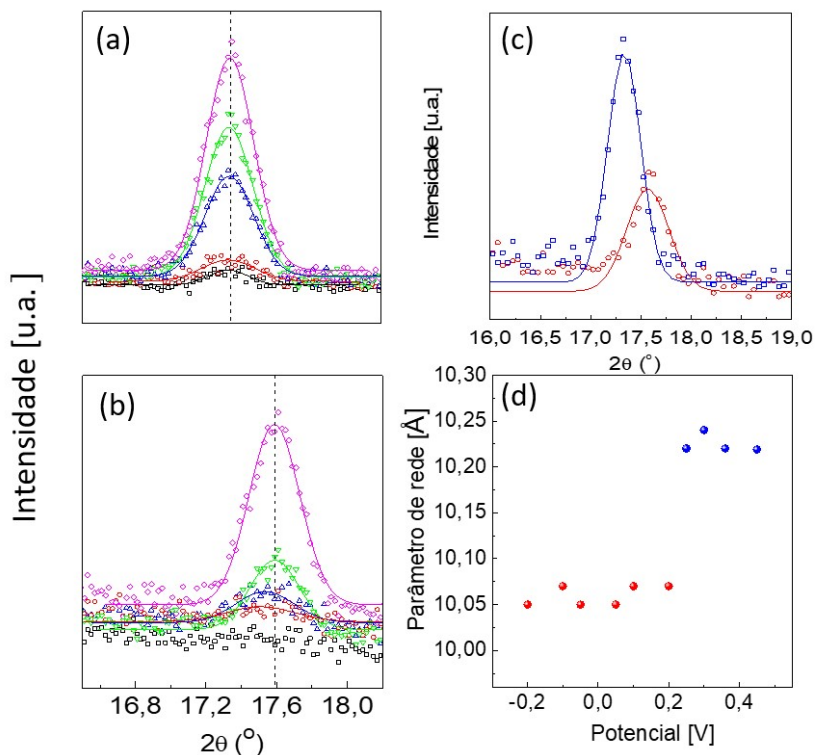 (a)
(b)
Intensidade [u.a.]
16,8 17,2 17,6 18,0
2θ (°)
(c)
Intensidade [u.a.]
16,0 16,5 17,0 17,5 18,0 18,5 19,0
2θ (°)
(d)
Parâmetro de rede [Å]
10,30
10,25
10,20
10,15
10,10
10,05
10,00
-0,2 0,0 0,2 0,4
Potencial [V]